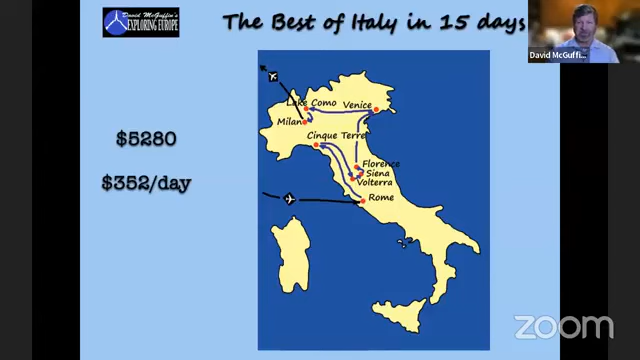 David McGuffin's
EXPLORING EUROPE
The Best of Italy in 15 days
David McGuffi...
Lake Como
Venice
Milan
Cinque Terre
$5280
Florence
Siena
$352/day
Volterra
Rome
zoom